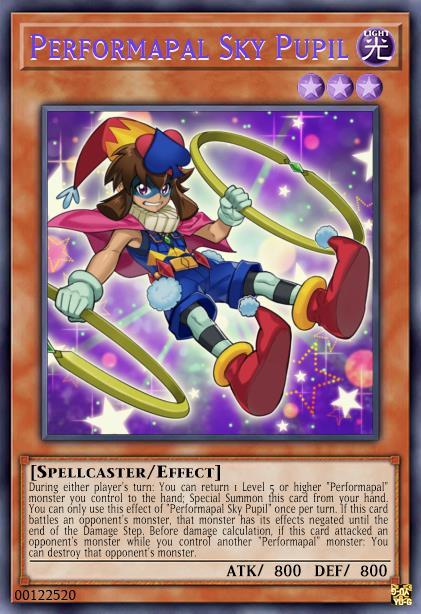 Performapal Sky Pupil
LIGHT
光
[Spellcaster/Effect]
During either player's turn: You can return 1 Level 5 or higher "Performapal"
monster you control to the hand; Special Summon this card from your hand.
You can only use this effect of "Performapal Sky Pupil" once per turn. If this card
battles an opponent's monster, that monster has its effects negated until the
end of the Damage Step. Before damage calculation, if this card attacked an
opponent's monster while you control another "Performapal" monster: You
can destroy that opponent's monster.
ATK/ 800 DEF/ 800
00122520